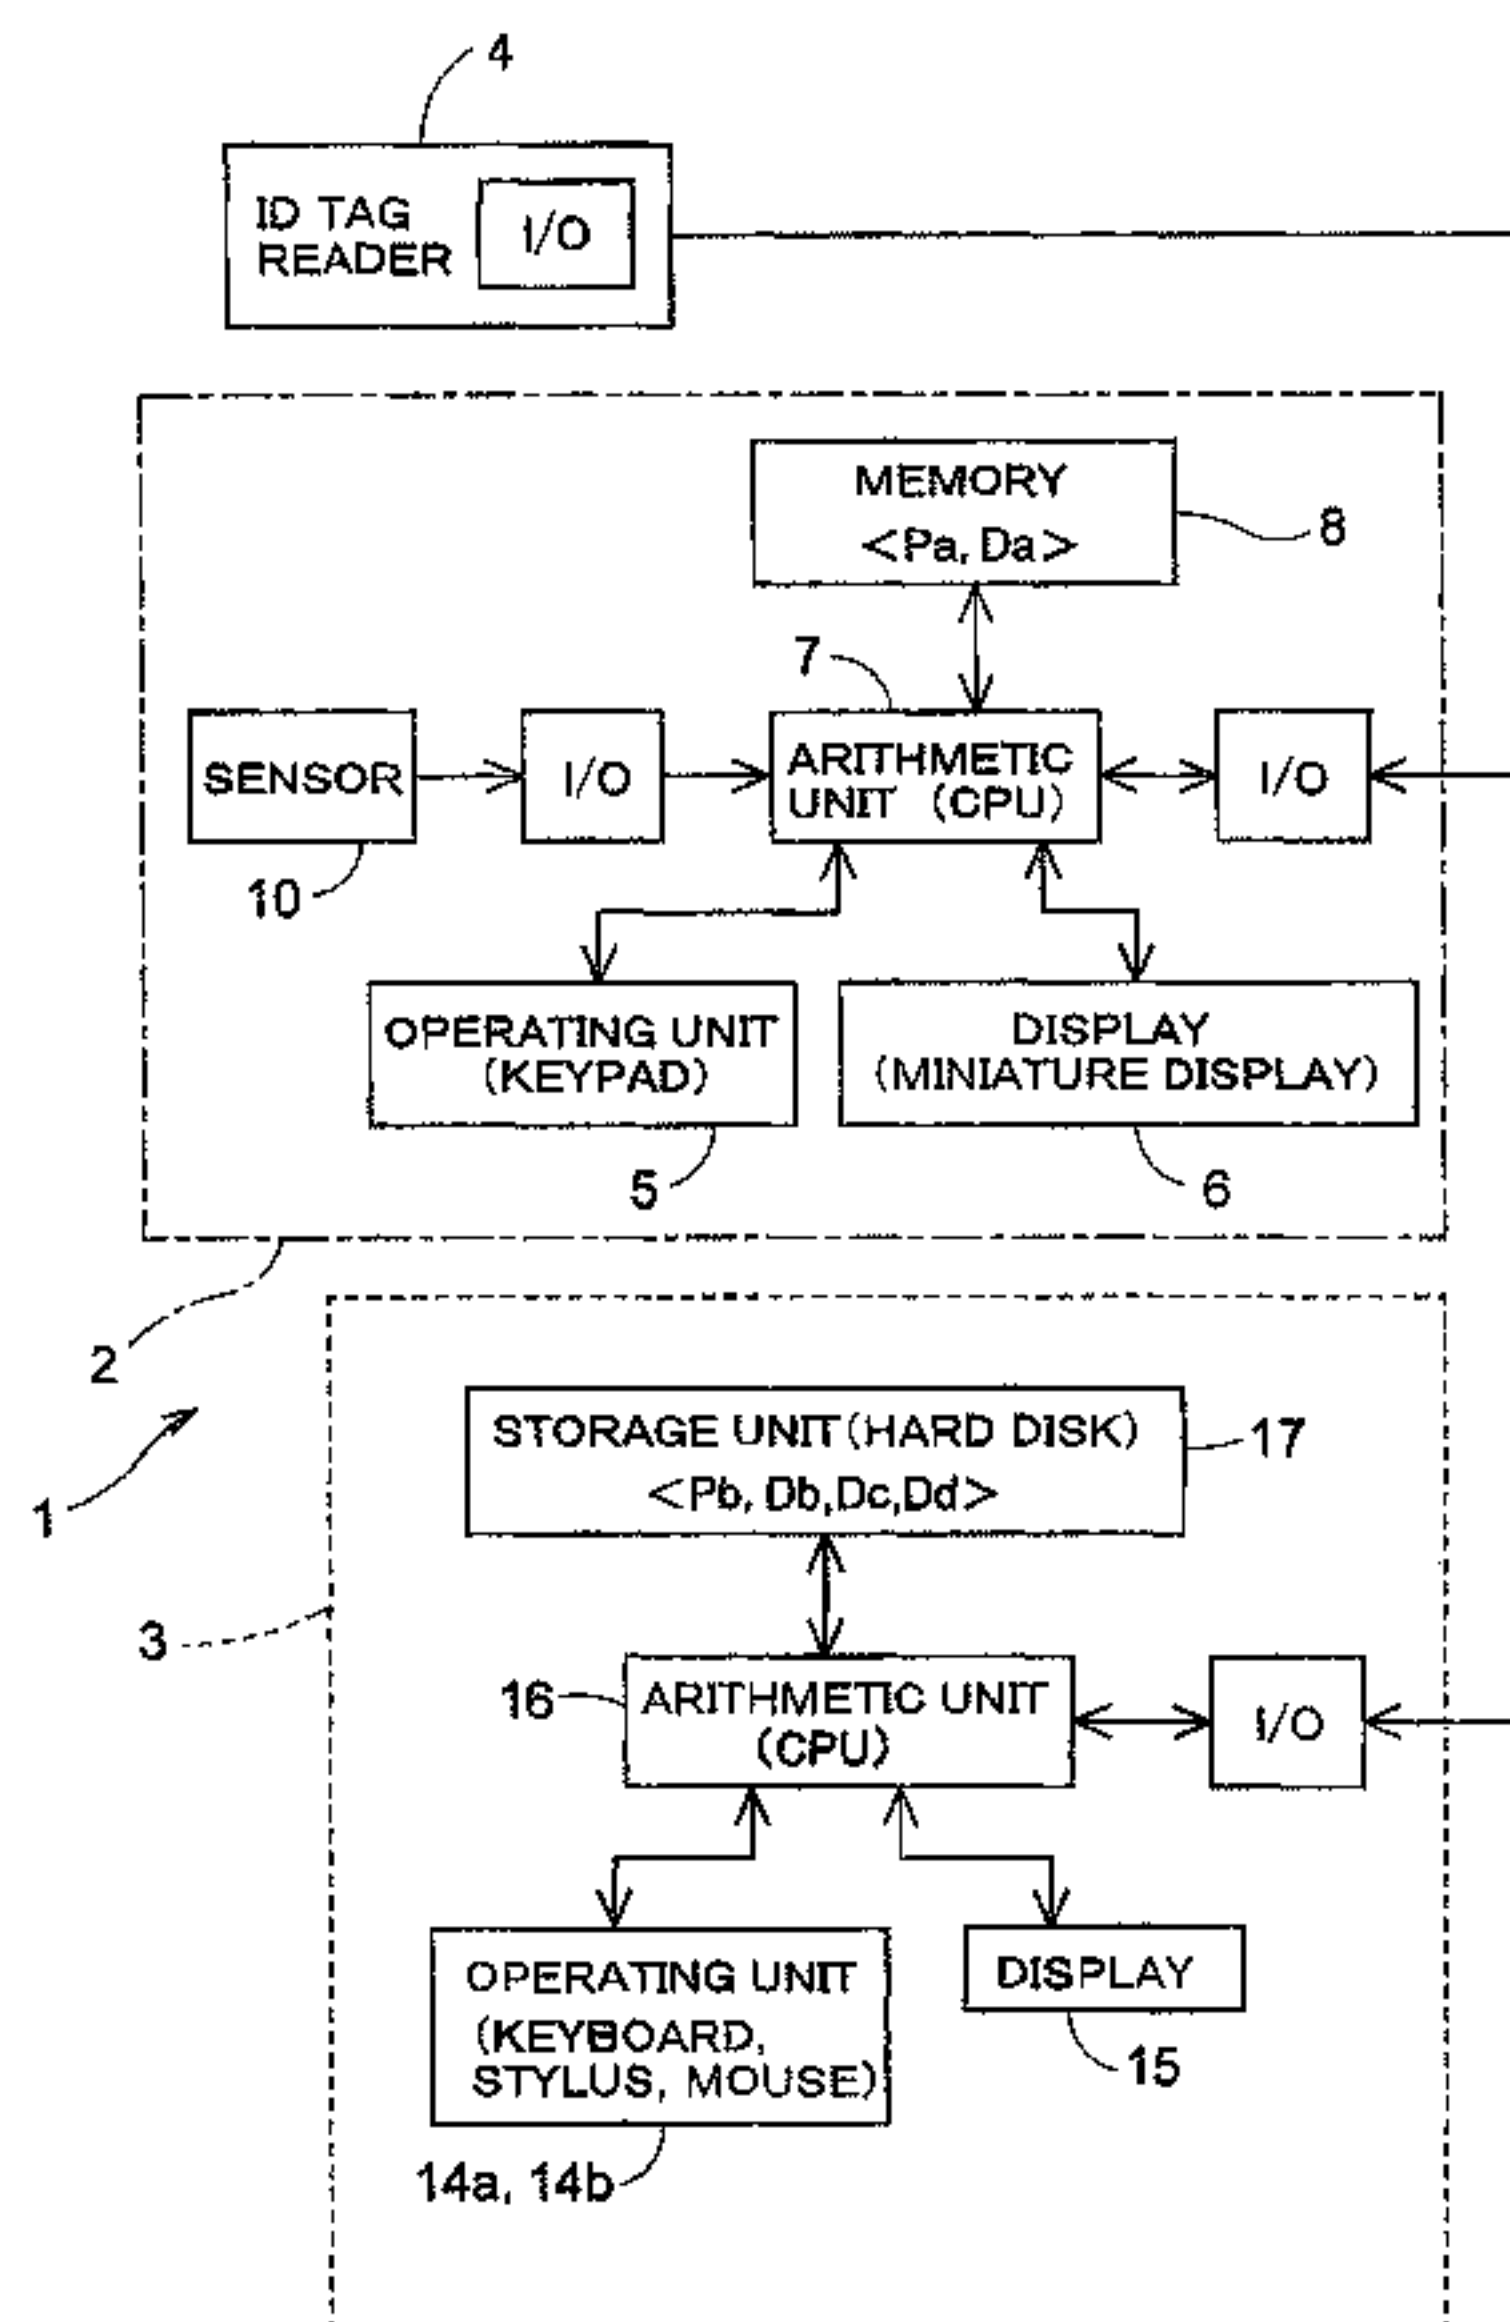 4
ID TAG
READER
I/O
MEMORY
<Pa, Da>
8
7
SENSOR
I/O
ARITHMETIC
UNIT (CPU)
I/O
10
OPERATING UNIT
(KEYPAD)
DISPLAY
(MINIATURE DISPLAY)
5
6
2
STORAGE UNIT(HARD DISK)
<Pb, Db,Dc,Dd>
17
1
3
16
ARITHMETIC UNIT
(CPU)
I/O
OPERATING UNIT
(KEYBOARD,
STYLUS, MOUSE)
DISPLAY
15
14a, 14b